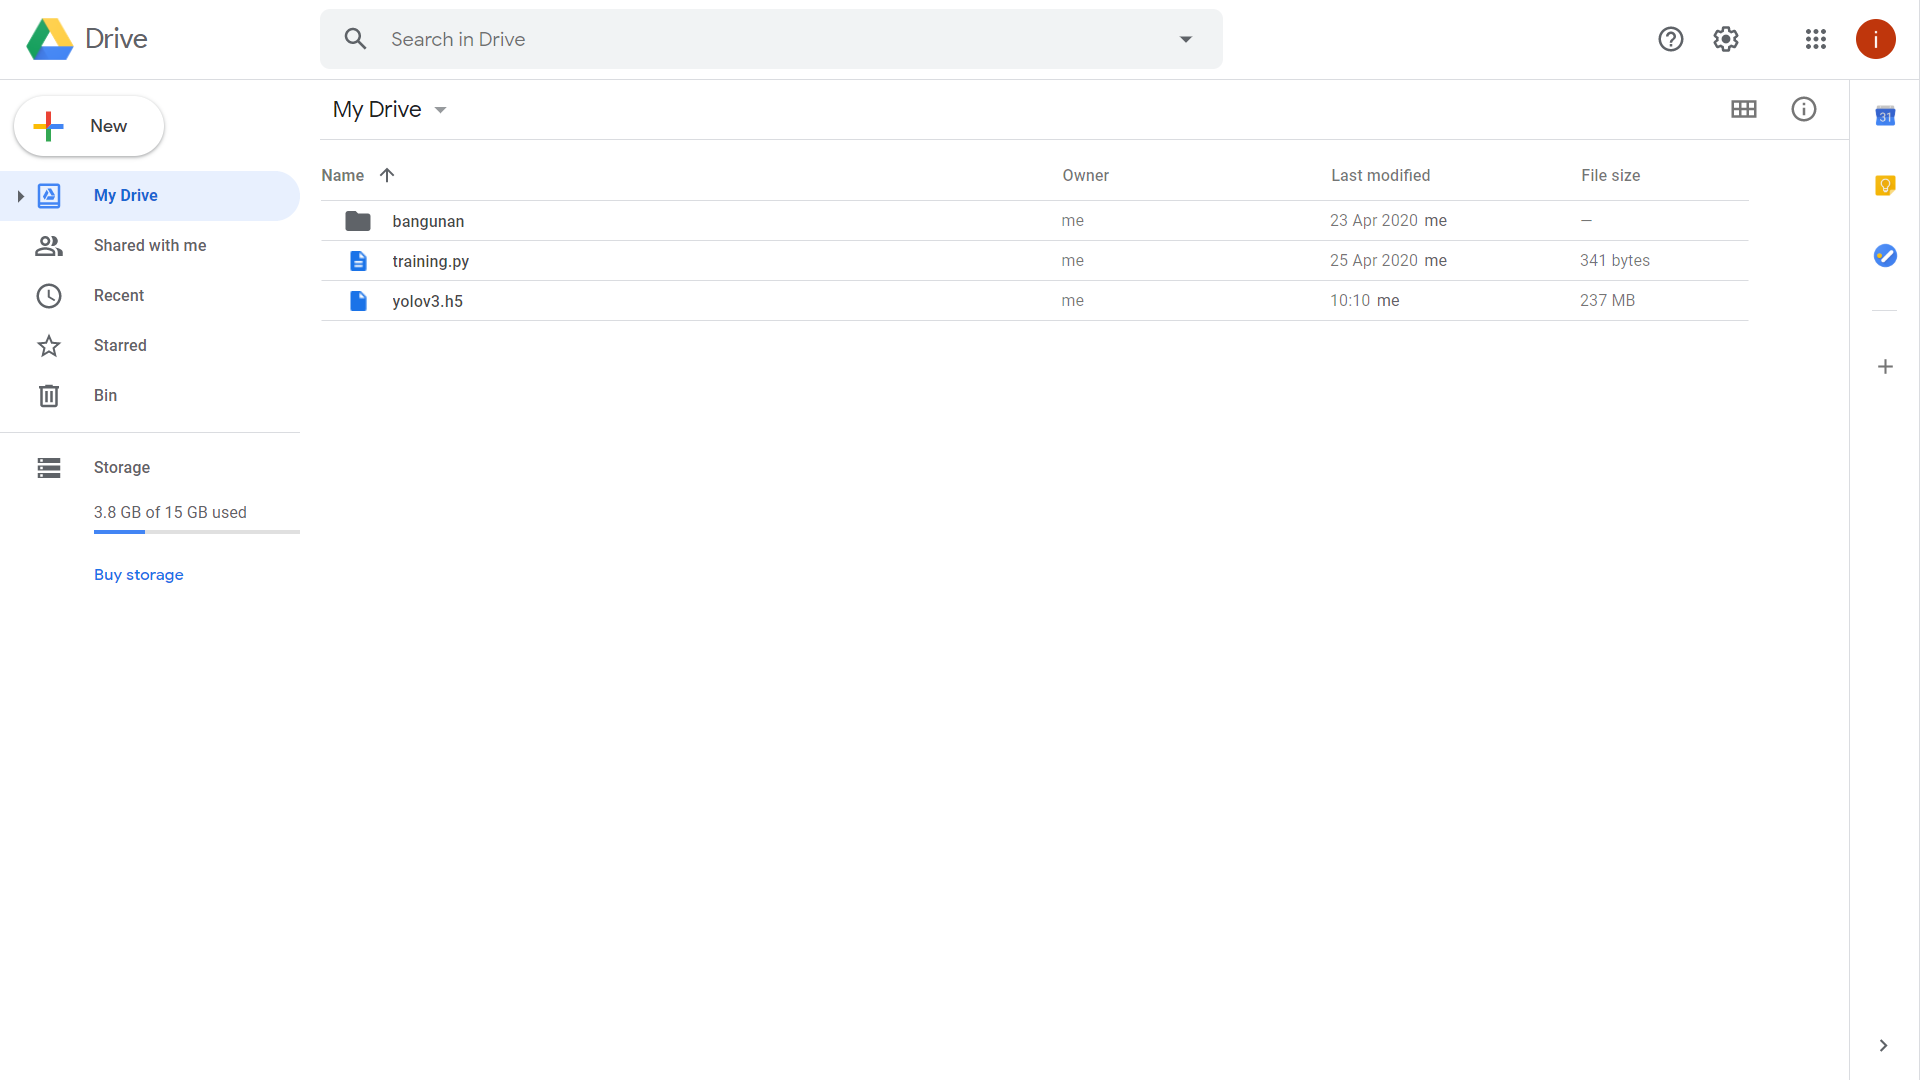 Drive
Search in Drive
i
New
My Drive
31
Name Owner Last modified File size
My Drive
Shared with me
Recent
Starred
Bin
bangunan me 23 Apr 2020 me —
training.py me 25 Apr 2020 me 341 bytes
yolov3.h5 me 10:10 me 237 MB
Storage
3.8 GB of 15 GB used
Buy storage